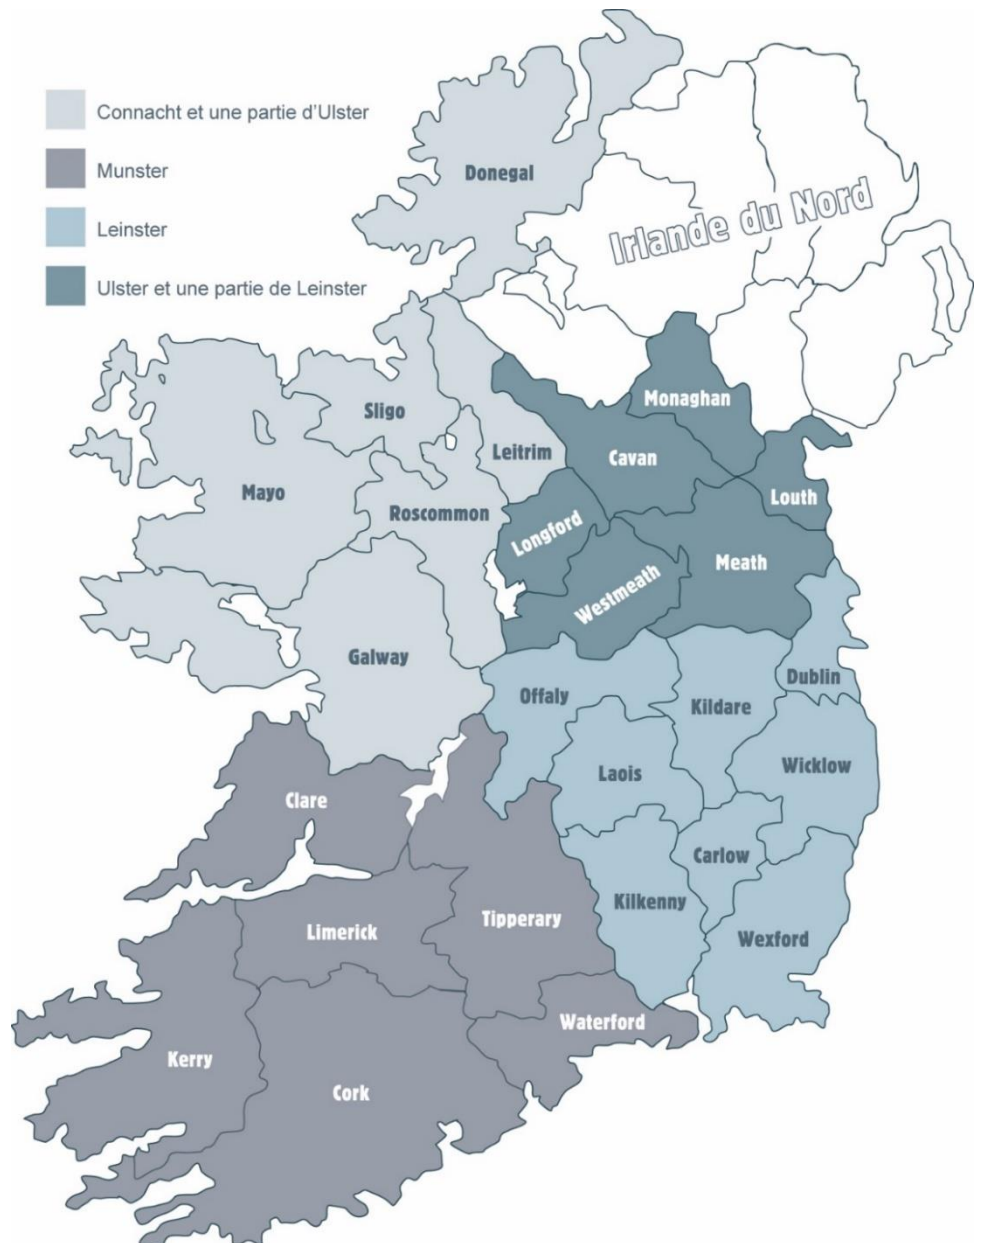 Connacht et une partie d'Ulster
Munster
Leinster
Ulster et une partie de Leinster
Donegal
Irlande du Nord
Monaghan
Sligo
Leitrim
Cavan
Mayo
Roscommon
Louth
Longford
Meath
Westmeath
Galway
Offaly
Dublin
Kildare
Laois
Wicklow
Clare
Carlow
Kilkenny
Tipperary
Limerick
Wexford
Waterford
Kerry
Cork